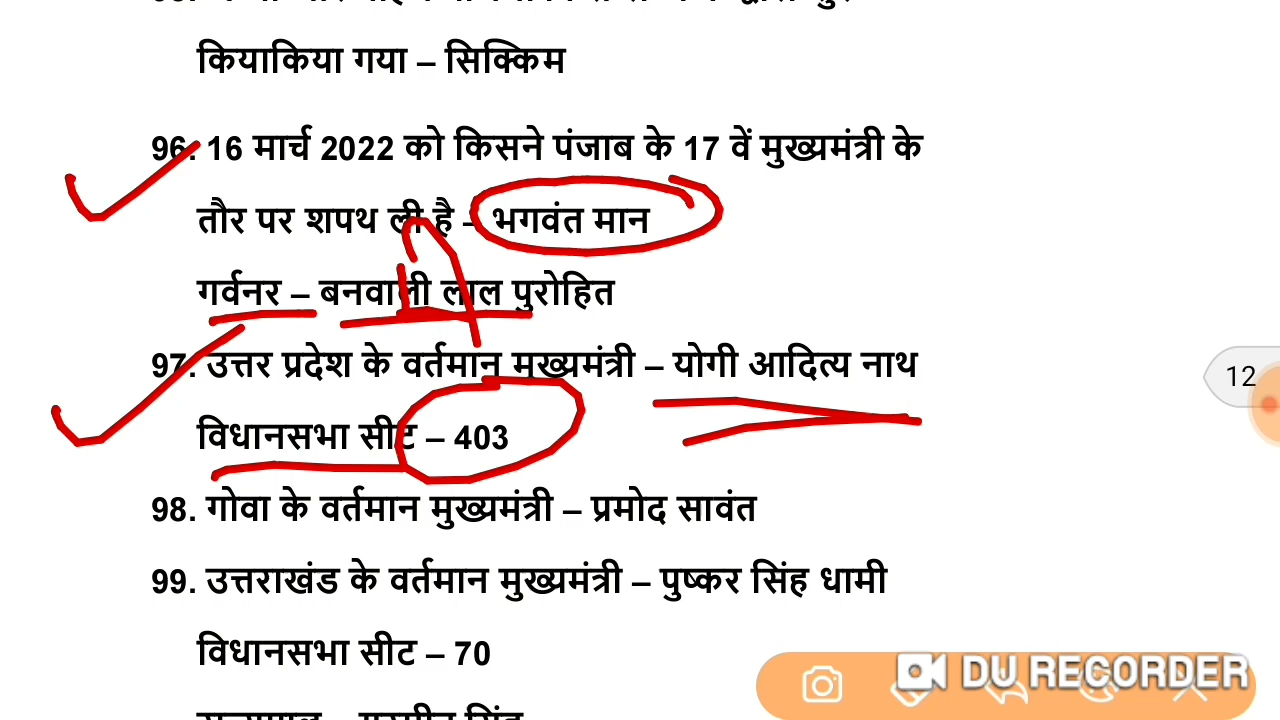 कियाकिया गया – सिक्किम
96. 16 मार्च 2022 को किसने पंजाब के 17 वें मुख्यमंत्री के
तौर पर शपथ ली है – भगवंत मान
गर्वनर – बनवाली लाल पुरोहित
97. उत्तर प्रदेश के वर्तमान मुख्यमंत्री – योगी आदित्य नाथ
विधानसभा सीट – 403
12
98. गोवा के वर्तमान मुख्यमंत्री – प्रमोद सावंत
99. उत्तराखंड के वर्तमान मुख्यमंत्री – पुष्कर सिंह धामी
विधानसभा सीट – 70
DU RECORDER